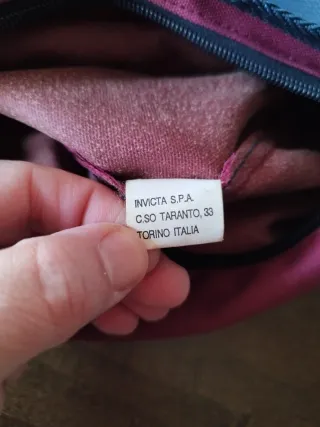 INVICTA S.P.A.
C.SO TARANTO, 33
TORINO ITALIA